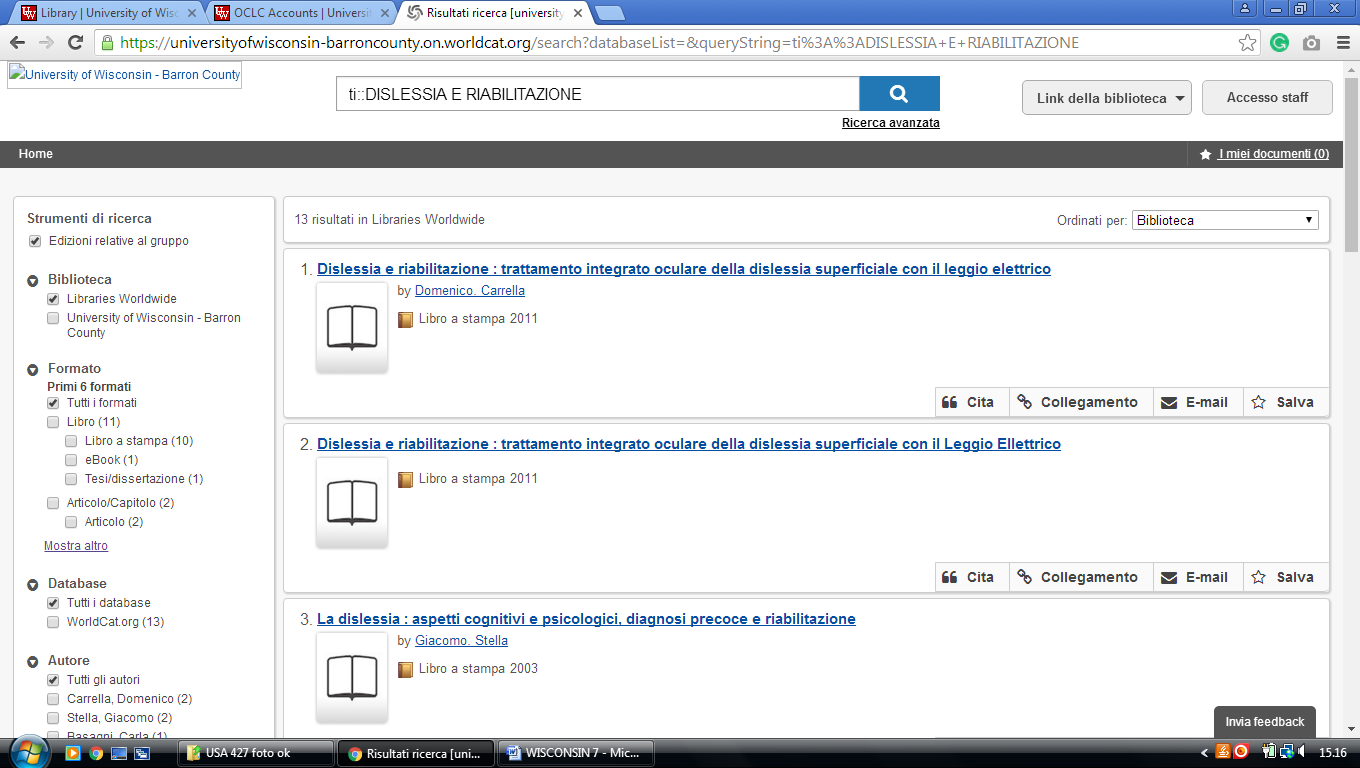 Library | University of Wisc
OCLC Accounts | Universit
Risultati ricerca [university
https://universityofwisconsin-barroncounty.on.worldcat.org/search?databaseList=&queryString=ti%3A%3ADISLESSIA+E+RIABILITAZIONE
University of Wisconsin - Barron County
ti::DISLESSIA E RIABILITAZIONE
Link della biblioteca
Accesso staff
Ricerca avanzata
Home
I miei documenti (0)
Strumenti di ricerca
Edizioni relative al gruppo
Biblioteca
Libraries Worldwide
University of Wisconsin - Barron
County
Formato
Primi 6 formati
Tutti i formati
Libro (11)
Libro a stampa (10)
eBook (1)
Tesi/dissertazione (1)
Articolo/Capitolo (2)
Articolo (2)
Mostra altro
Database
Tutti i database
WorldCat.org (13)
Autore
Tutti gli autori
Carrella, Domenico (2)
Stella, Giacomo (2)
Basagni, Carla (1)
13 risultati in Libraries Worldwide
Ordinati per: Biblioteca
1. Dislessia e riabilitazione : trattamento integrato oculare della dislessia superficiale con il leggio elettrico
by Domenico. Carrella
Libro a stampa 2011
Cita Collegamento E-mail Salva
2. Dislessia e riabilitazione : trattamento integrato oculare della dislessia superficiale con il Leggio Ellettrico
Libro a stampa 2011
Cita Collegamento E-mail Salva
3. La dislessia : aspetti cognitivi e psicologici, diagnosi precoce e riabilitazione
by Giacomo. Stella
Libro a stampa 2003
Invia feedback
USA 427 foto ok
Risultati ricerca [uni...
WISCONSIN 7 - Mic...
15.16